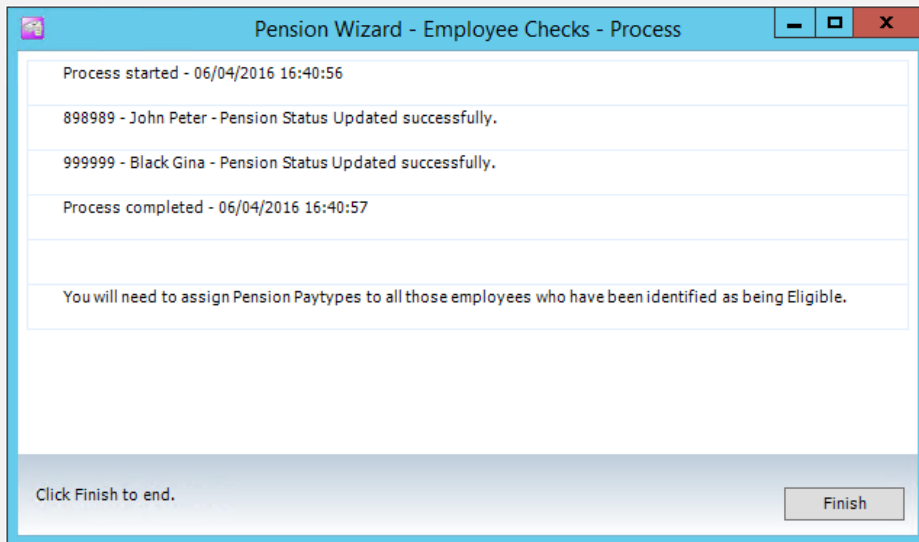 Pension Wizard - Employee Checks - Process
Process started - 06/04/2016 16:40:56
898989 - John Peter - Pension Status Updated successfully.
999999 - Black Gina - Pension Status Updated successfully.
Process completed - 06/04/2016 16:40:57
You will need to assign Pension Paytypes to all those employees who have been identified as being Eligible.
Click Finish to end.
Finish